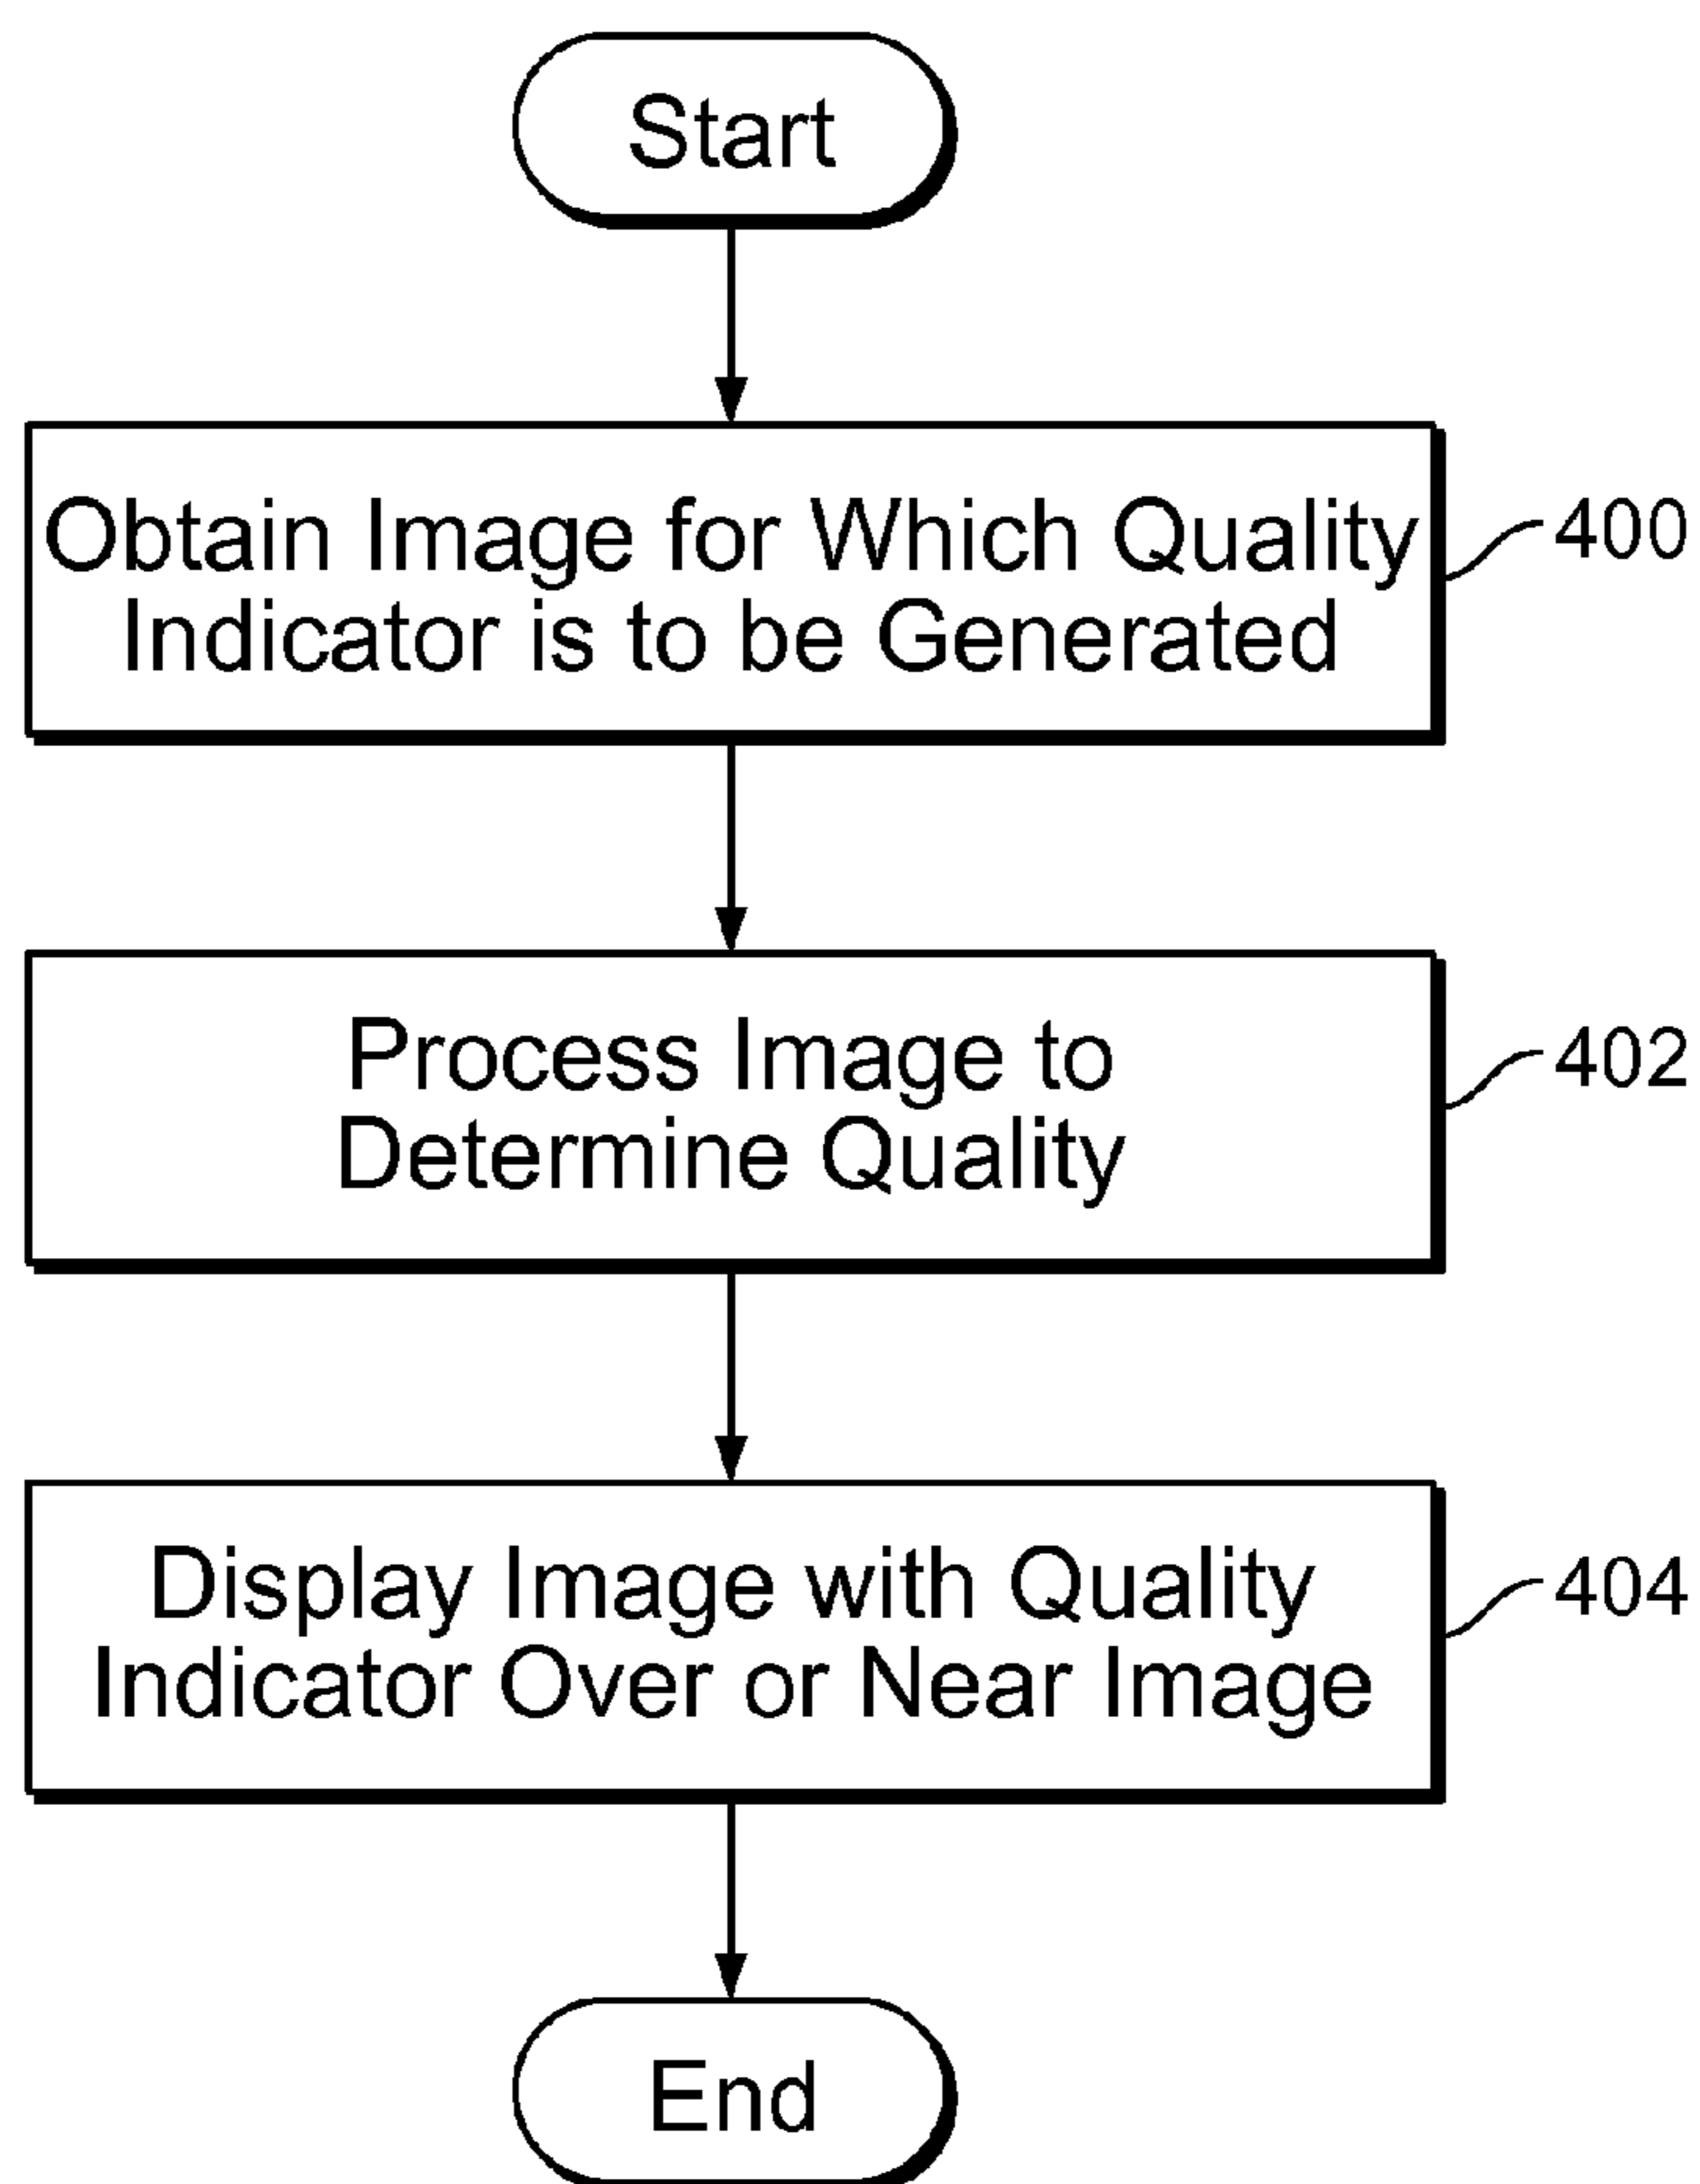 Start
Obtain Image for Which Quality
Indicator is to be Generated
400
Process Image to
Determine Quality
402
Display Image with Quality
Indicator Over or Near Image
404
End